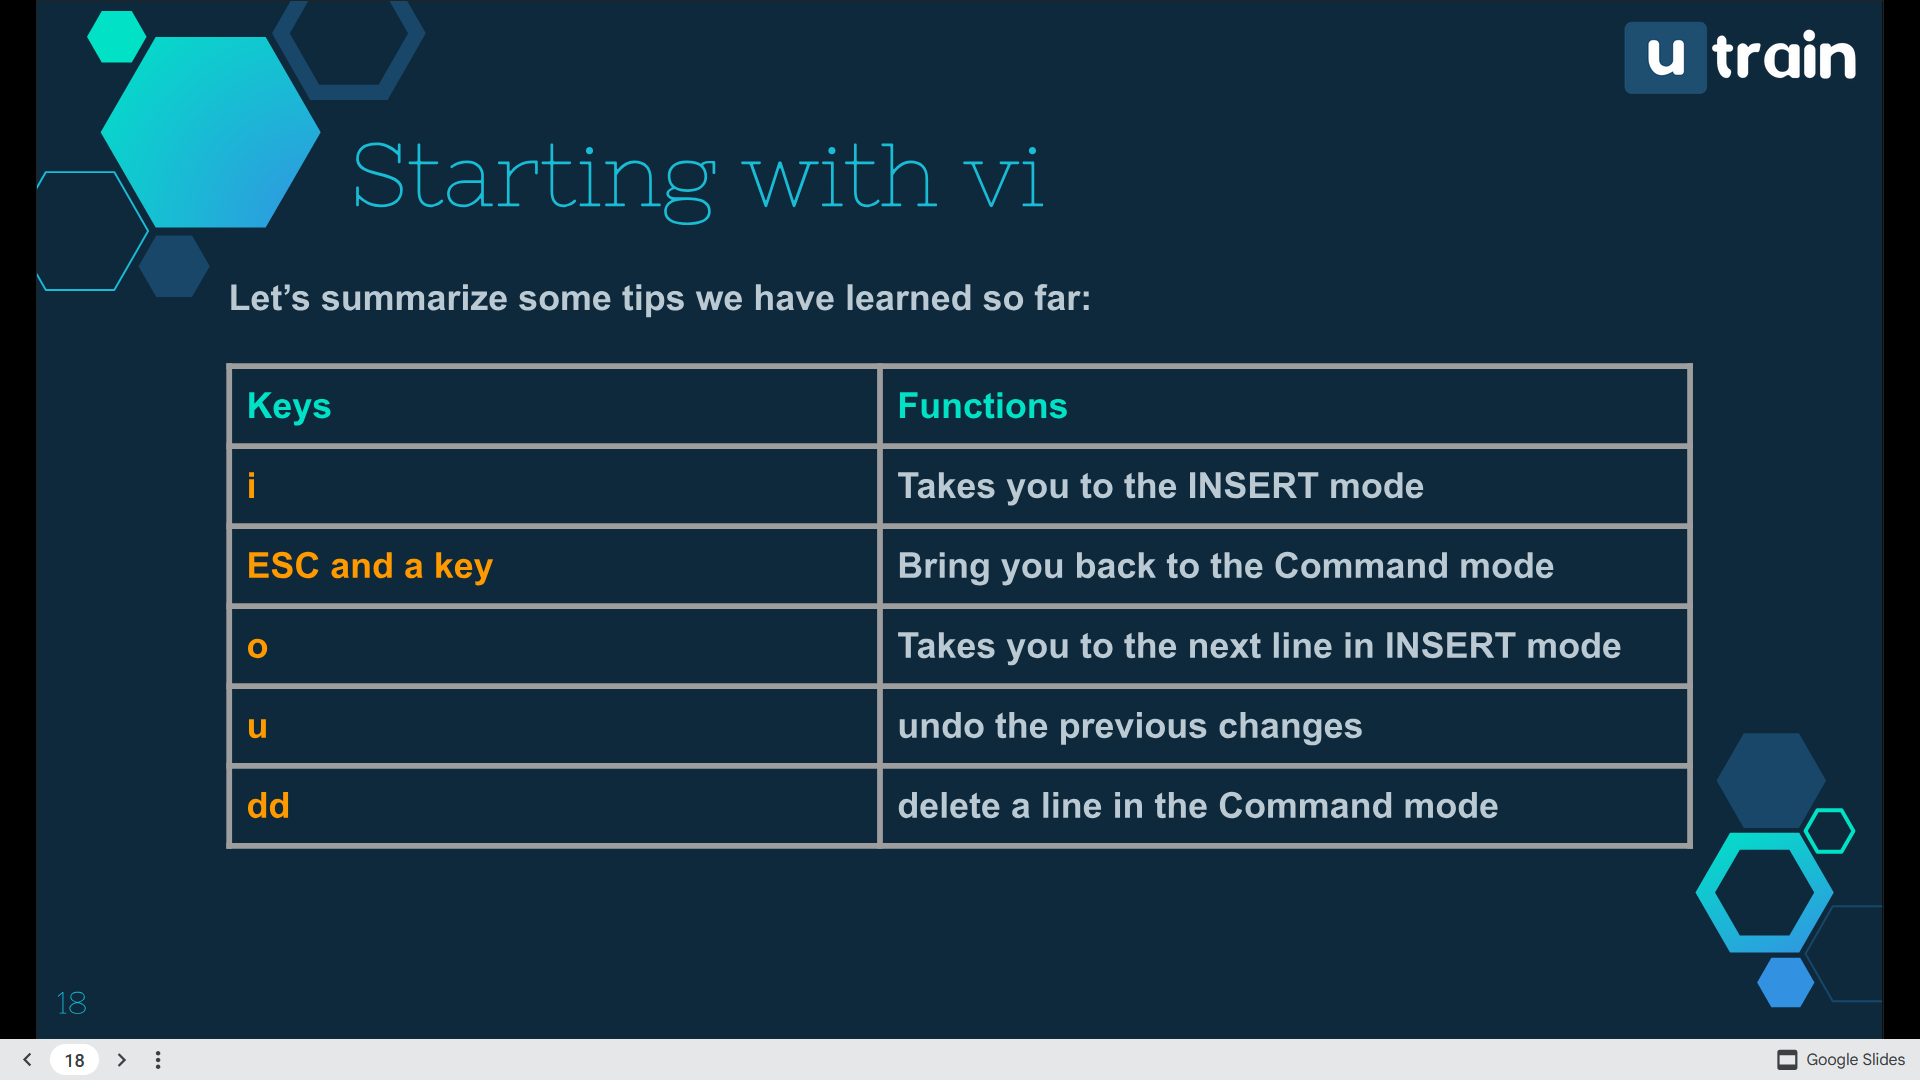 u train
Starting with vi
Let’s summarize some tips we have learned so far:
Keys Functions
i Takes you to the INSERT mode
ESC and a key Bring you back to the Command mode
o Takes you to the next line in INSERT mode
u undo the previous changes
dd delete a line in the Command mode
18
18 Google Slides